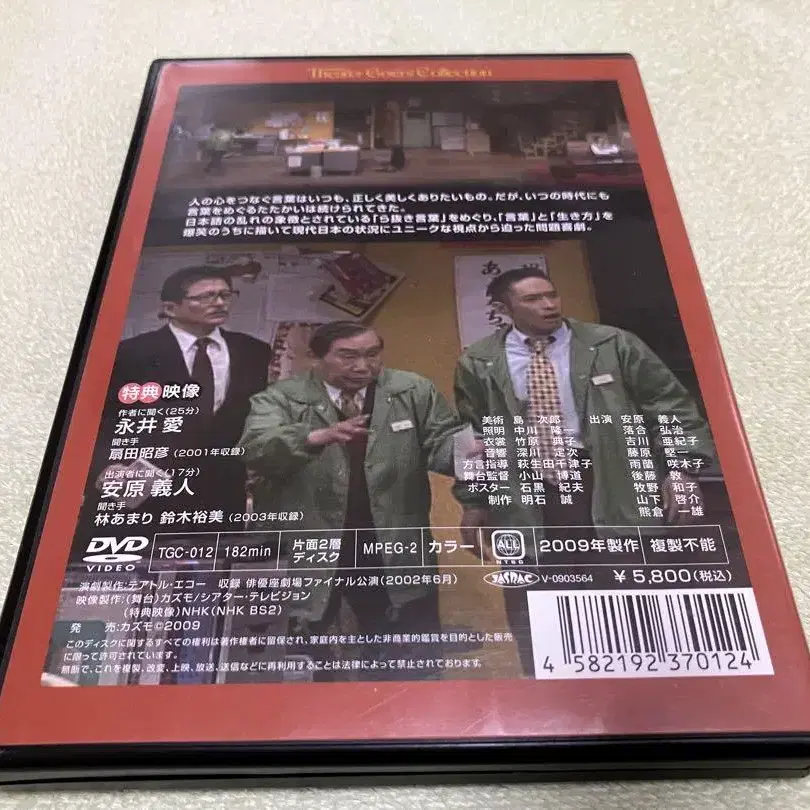 Theater Goers' Collection
人の心をつなぐ言葉はいつも、正しく美しくありたいもの。だが、いつの時代にも
言葉をめぐるたたかいは続けられてきた。
日本語の乱れの象徴とされている「ら抜き言葉」をめぐり、「言葉」と「生き方」を
爆笑のうちに描いて現代日本の状況にユニークな視点から迫った問題喜劇。
特典映像
作者に聞く(25分)
永井 愛
聞き手
扇田昭彦(2001年収録)
出演者に聞く(17分)
安原 義人
聞き手
林あまり 鈴木裕美(2003年収録)
美術 島 次郎
照明 中川 隆一
衣裳 竹原 典子
音響 深川 定次
方言指導 萩生田千津子
舞台監督 小山 博道
ポスター 石黒 紀夫
制作 明石 誠
出演 安原 義人
落合 弘治
吉川 亜紀子
藤原 堅一
雨蘭 咲木子
後藤 敦
牧野 和子
山下 啓介
熊倉 一雄
DVD VIDEO
TGC-012
182min
片面2層ディスク
MPEG-2
カラー
ALL NTSC
2009年製作
複製不能
JASRAC V-0903564
¥5,800(税込)
演劇製作:テアトル・エコー 収録 俳優座劇場ファイナル公演(2002年6月)
映像製作:(舞台)カズモ/シアター・テレビジョン
(特典映像)NHK(NHK BS2)
発 売:カズモ©2009
このディスクに関するすべての権利は著作権者に留保され、家庭内を主とした非商業的鑑賞を目的とした販売
に限って許可されています。
無断で、これを複製、改変、上映、放送、送信などに再利用することは法律によって禁止されております。
4 582192 370124